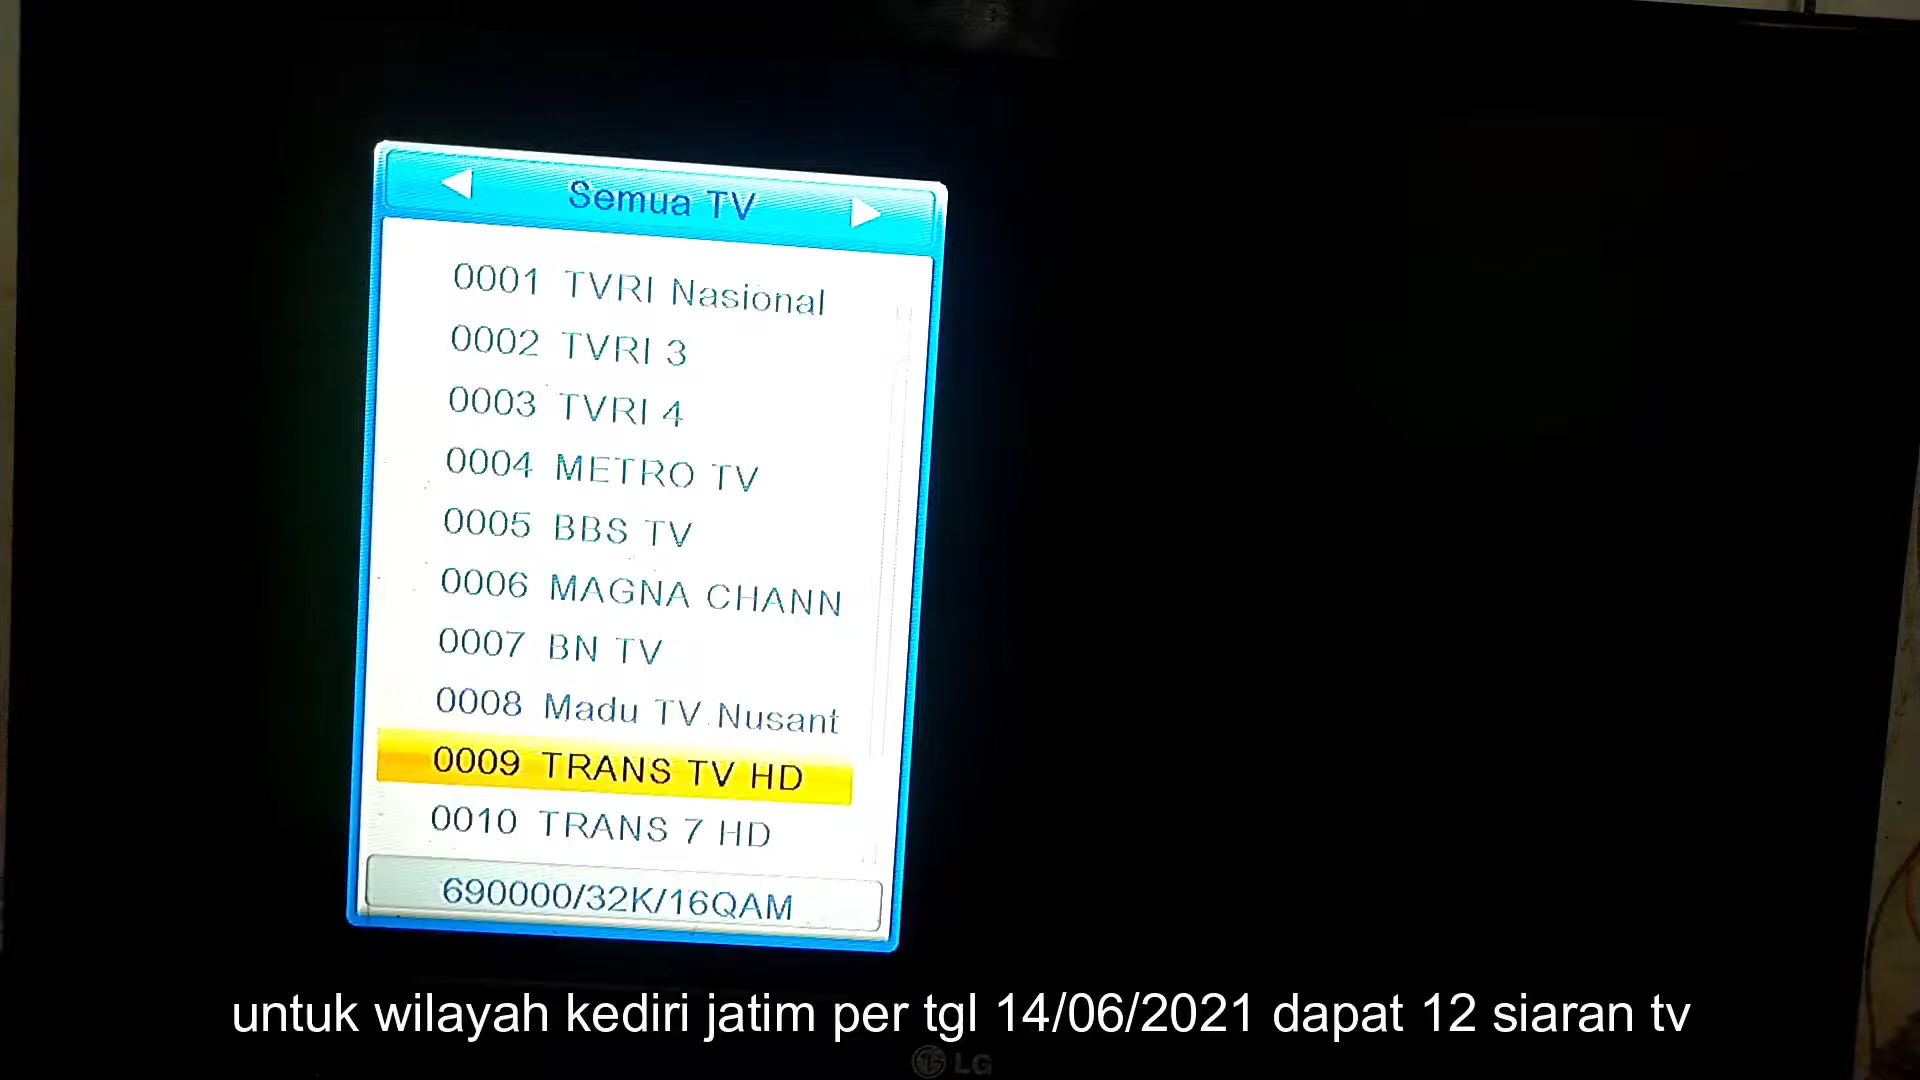 Semua TV
0001 TVRI Nasional
0002 TVRI 3
0003 TVRI 4
0004 METRO TV
0005 BBS TV
0006 MAGNA CHANN
0007 BN TV
0008 Madu TV Nusant
0009 TRANS TV HD
0010 TRANS 7 HD
690000/32K/16QAM
untuk wilayah kediri jatim per tgl 14/06/2021 dapat 12 siaran tv
LG